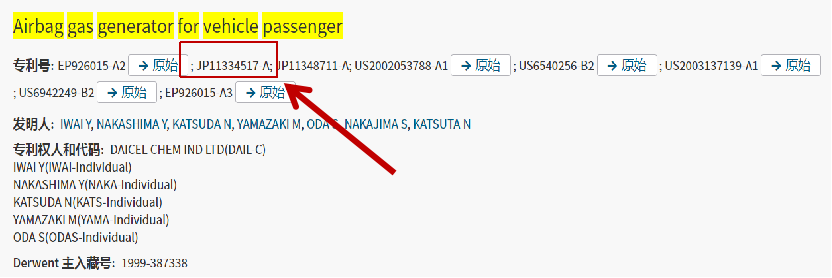 Airbag gas generator for vehicle passenger
专利号: EP926015-A2 → 原始 ; JP11334517-A; JP11348711-A; US2002053788-A1 → 原始 ; US6540256-B2 → 原始 ; US2003137139-A1 → 原始
; US6942249-B2 → 原始 ; EP926015-A3 → 原始
发明人: IWAI Y, NAKASHIMA Y, KATSUDA N, YAMAZAKI M, ODA S, NAKAJIMA S, KATSUTA N
专利权人和代码: DAICEL CHEM IND LTD(DAIL-C)
IWAI Y(IWAI-Individual)
NAKASHIMA Y(NAKA-Individual)
KATSUDA N(KATS-Individual)
YAMAZAKI M(YAMA-Individual)
ODA S(ODAS-Individual)
Derwent 主入藏号: 1999-387338